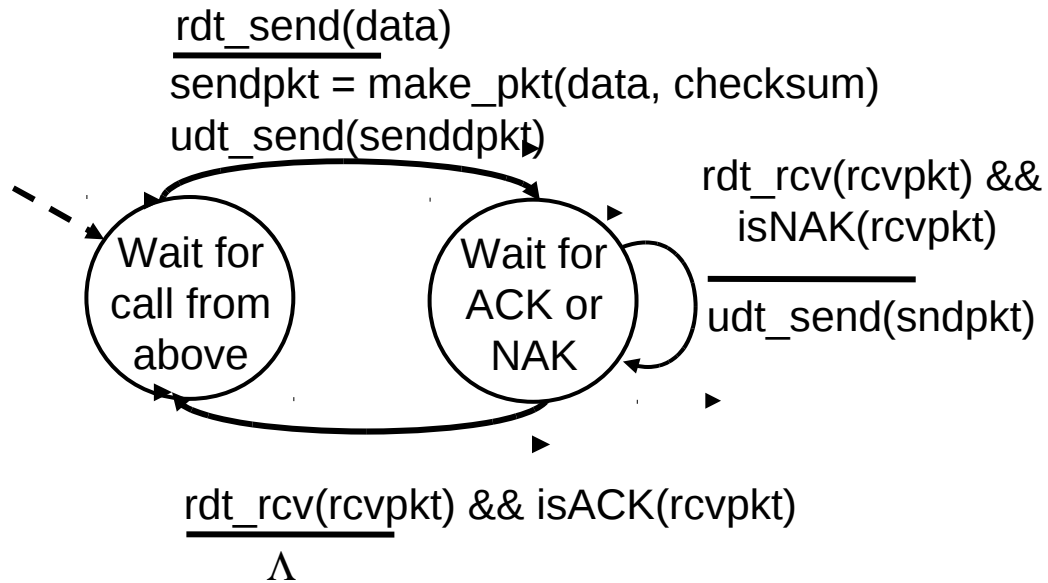 rdt_send(data)
sendpkt = make_pkt(data, checksum)
udt_send(senddpkt)
rdt_rcv(rcvpkt) &&
isNAK(rcvpkt)
udt_send(sndpkt)
Wait for
call from
above
Wait for
ACK or
NAK
rdt_rcv(rcvpkt) && isACK(rcvpkt)
Λ